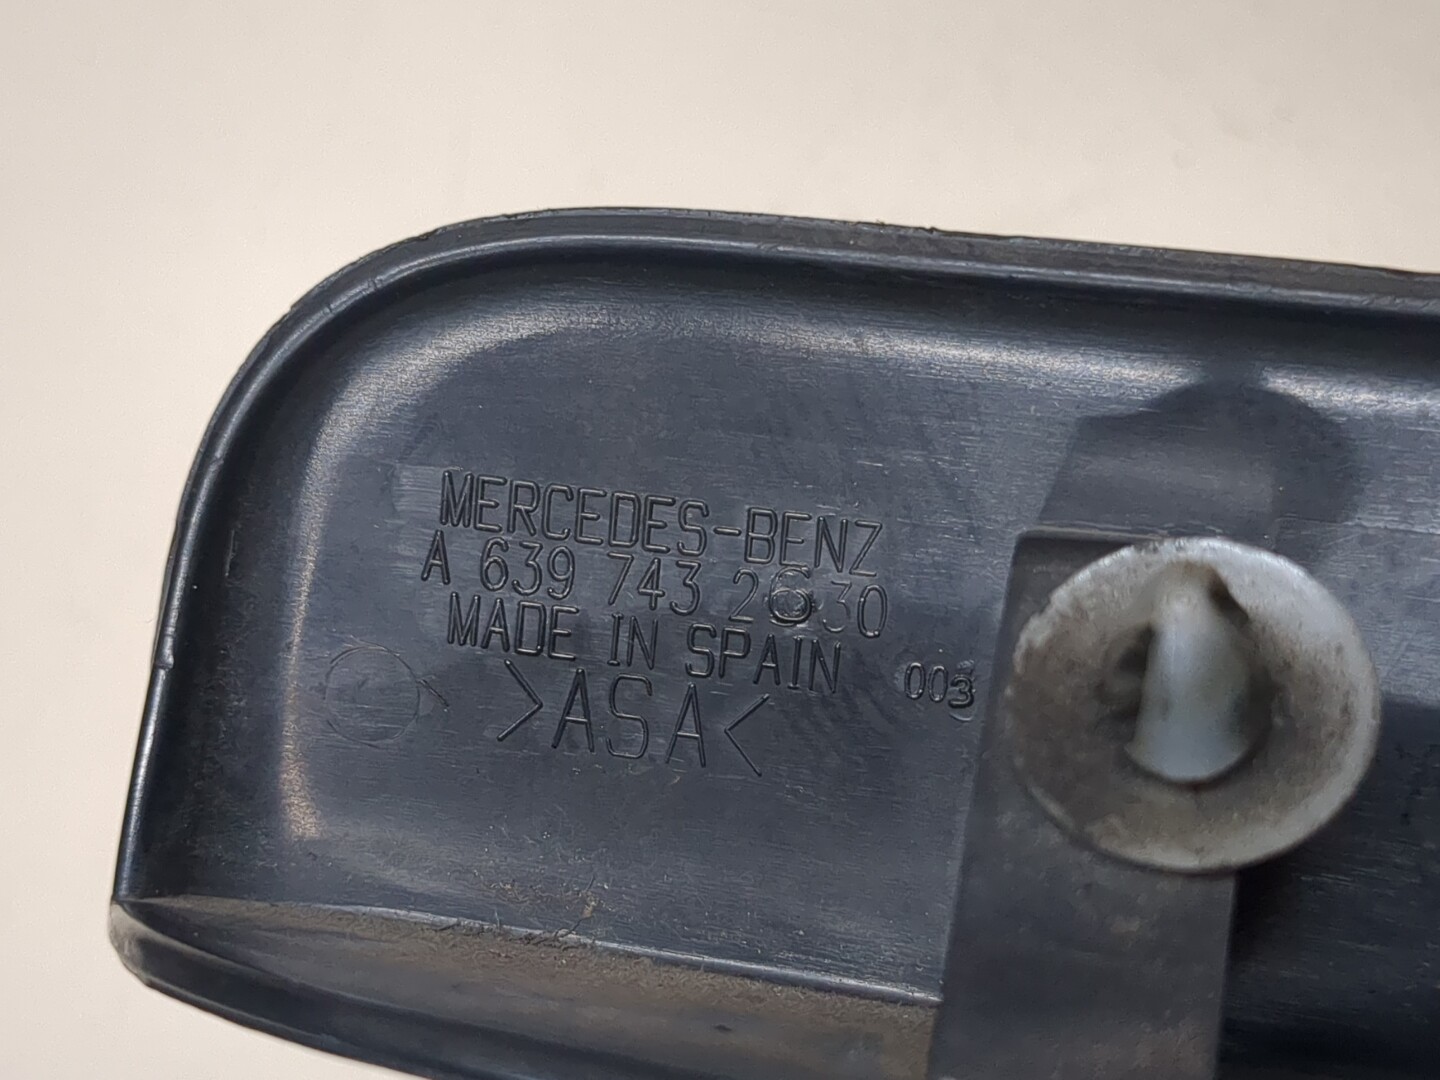 MERCEDES-BENZ
A 639 743 2630
MADE IN SPAIN
003
>ASA<